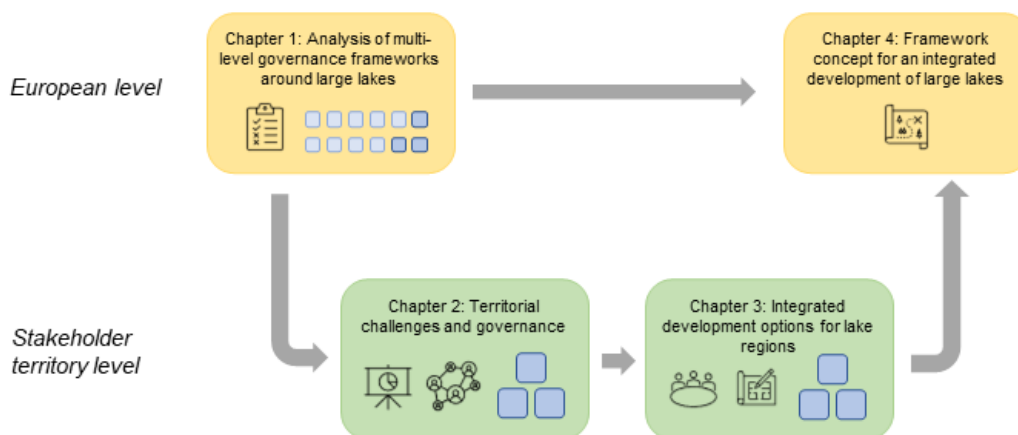 Chapter 1: Analysis of multi-
level governance frameworks
around large lakes
Chapter 4: Framework
concept for an integrated
development of large lakes
European level
Chapter 2: Territorial
challenges and governance
Chapter 3: Integrated
development options for lake
regions
Stakeholder
territory level